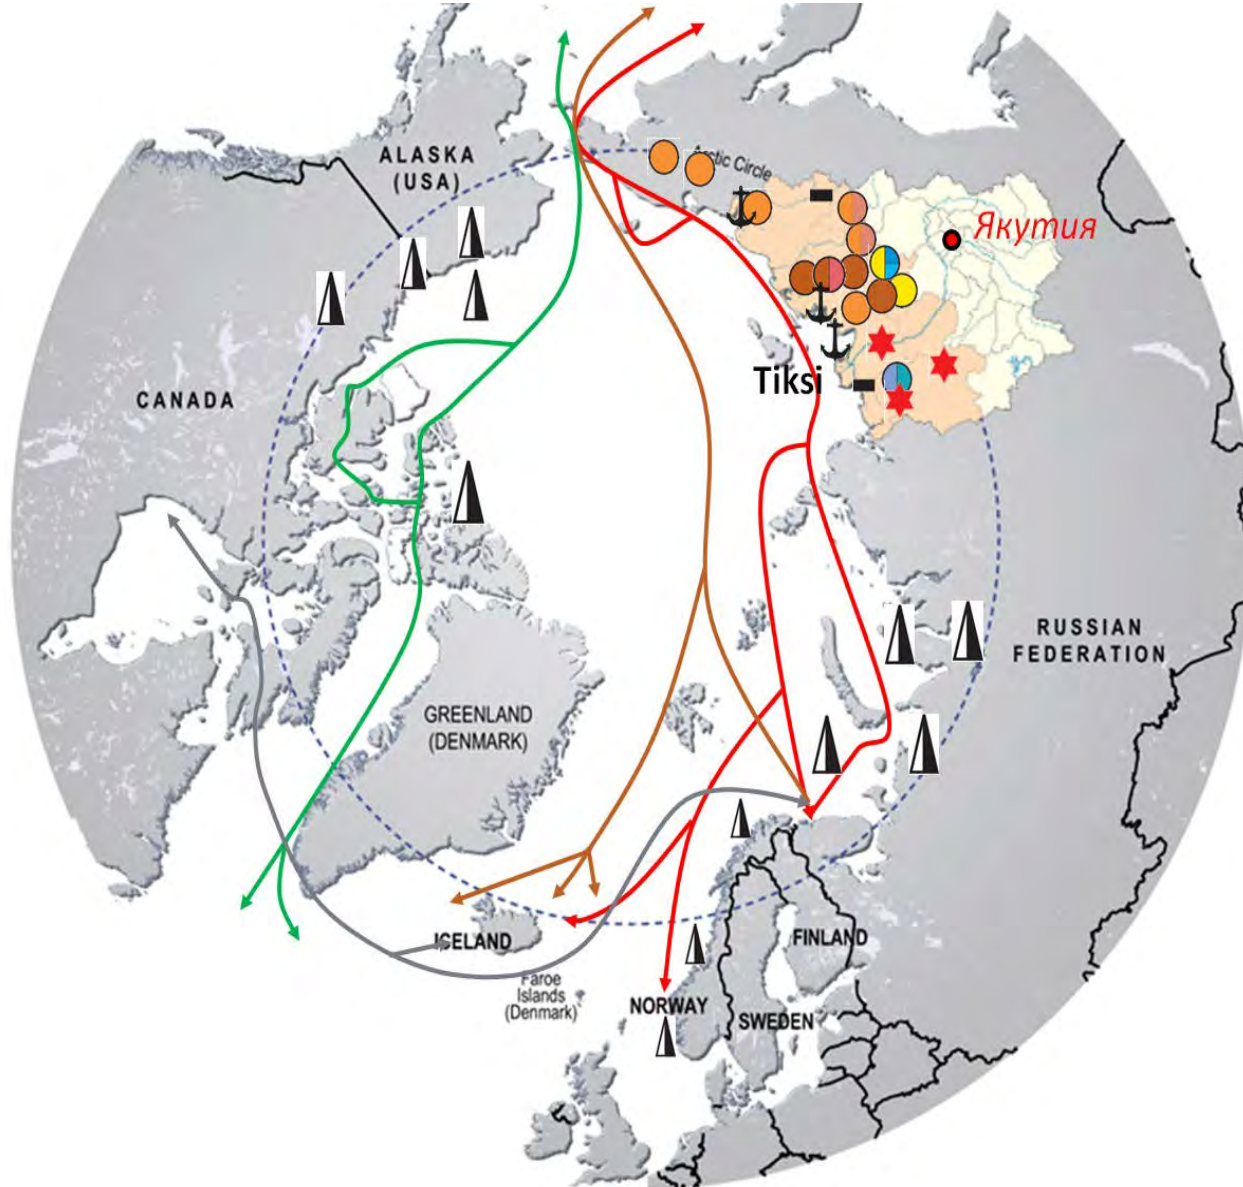 ALASKA
(USA)
Arctic Circle
Якутия
Tiksi
CANADA
RUSSIAN
FEDERATION
GREENLAND
(DENMARK)
ICELAND
FINLAND
Faroe
Islands
(Denmark)
NORWAY
SWEDEN